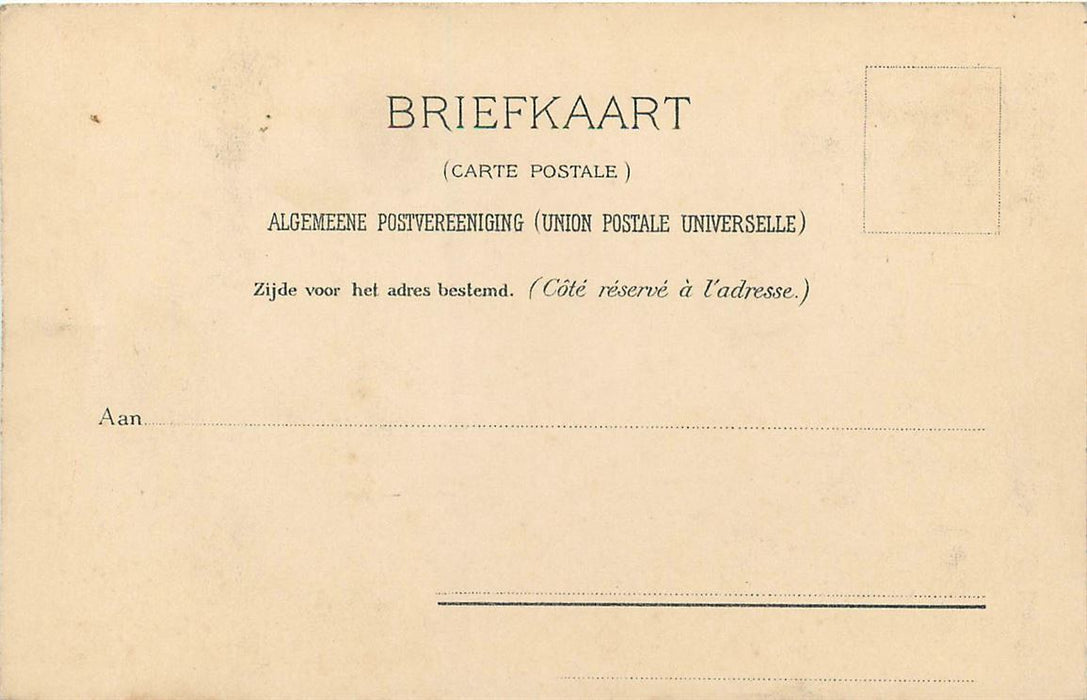 BRIEFKAART
(CARTE POSTALE)
ALGEMEENE POSTVEREENIGING (UNION POSTALE UNIVERSELLE)
Zijde voor het adres bestemd. (Côté réservé à l'adresse.)
Aan